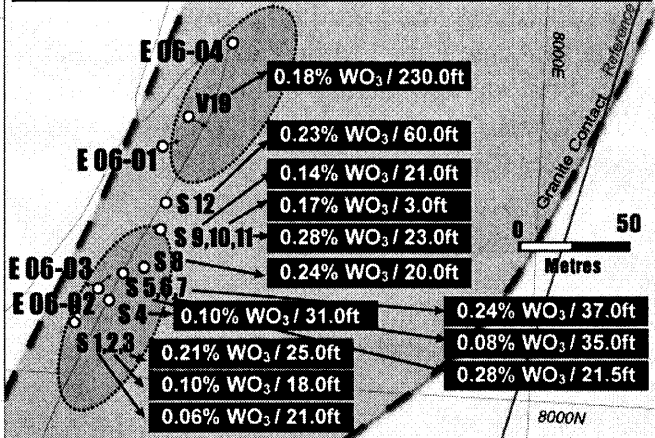 E 06-04
8000E
Reference
0.18% WO₃ / 230.0ft
V19
0.23% WO₃ / 60.0ft
E 06-01
0.14% WO₃ / 21.0ft
Granite Contact
S 12
0.17% WO₃ / 3.0ft
0 50
S 9,10,11
0.28% WO₃ / 23.0ft
Metres
E 06-03
S 8
0.24% WO₃ / 20.0ft
S 5,6,7
E 06-02
S 4
0.10% WO₃ / 31.0ft
0.24% WO₃ / 37.0ft
0.08% WO₃ / 35.0ft
S 1,2,3
0.21% WO₃ / 25.0ft
0.28% WO₃ / 21.5ft
0.10% WO₃ / 18.0ft
0.06% WO₃ / 21.0ft
8000N